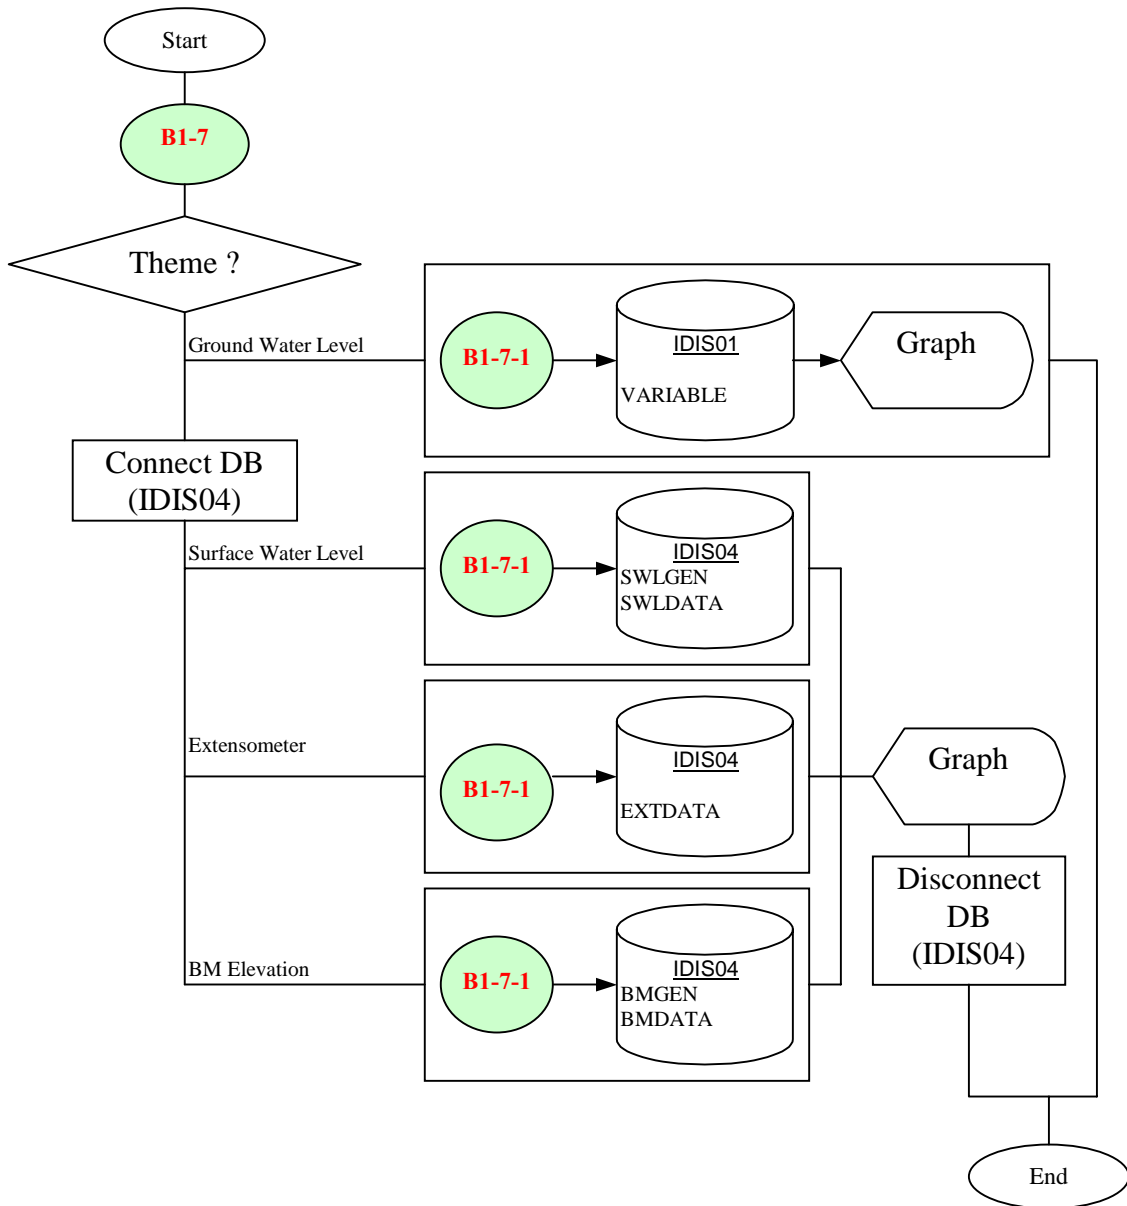 Start
B1-7
Theme ?
Ground Water Level
B1-7-1
IDIS01
VARIABLE
Graph
Connect DB
(IDIS04)
Surface Water Level
B1-7-1
IDIS04
SWLGEN
SWLDATA
Extensometer
B1-7-1
IDIS04
EXTDATA
Graph
Disconnect
DB
(IDIS04)
BM Elevation
B1-7-1
IDIS04
BMGEN
BMDATA
End